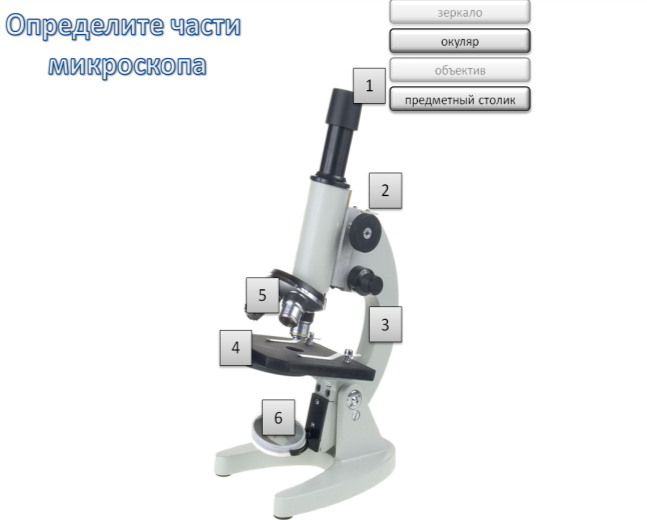 Определите части
микроскопа
зеркало
окуляр
объектив
предметный столик
1
2
3
4
5
6